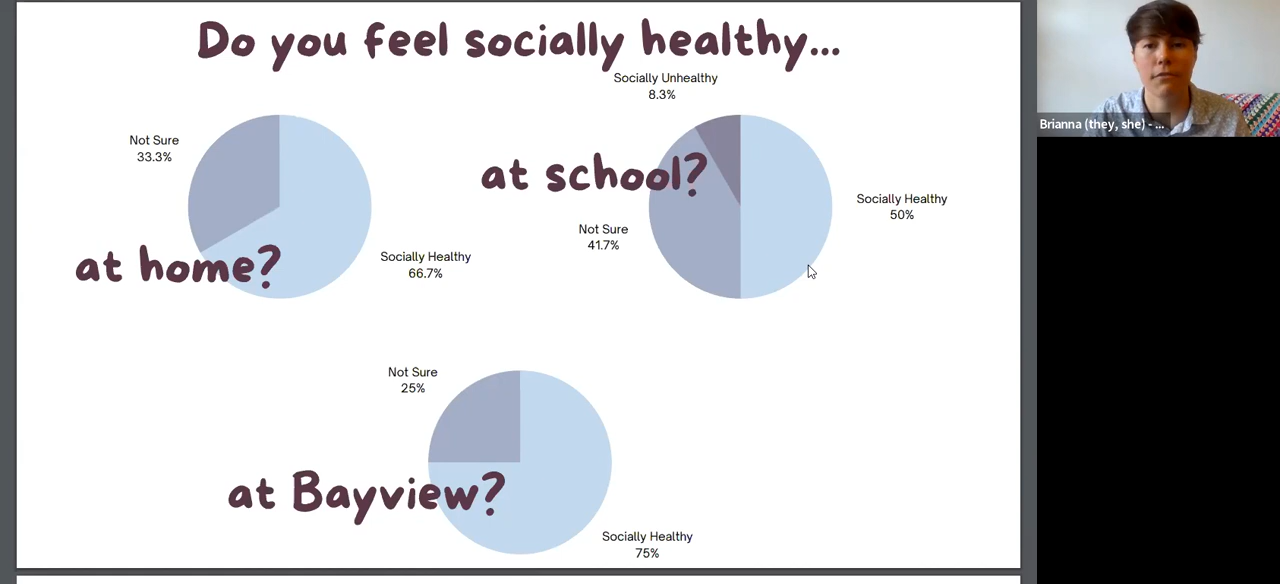 Do you feel socially healthy...
Socially Unhealthy
8.3%
Not Sure
33.3%
at school?
Socially Healthy
50%
Not Sure
41.7%
at home?
Socially Healthy
66.7%
Not Sure
25%
at Bayview?
Socially Healthy
75%
Brianna (they, she) - ...